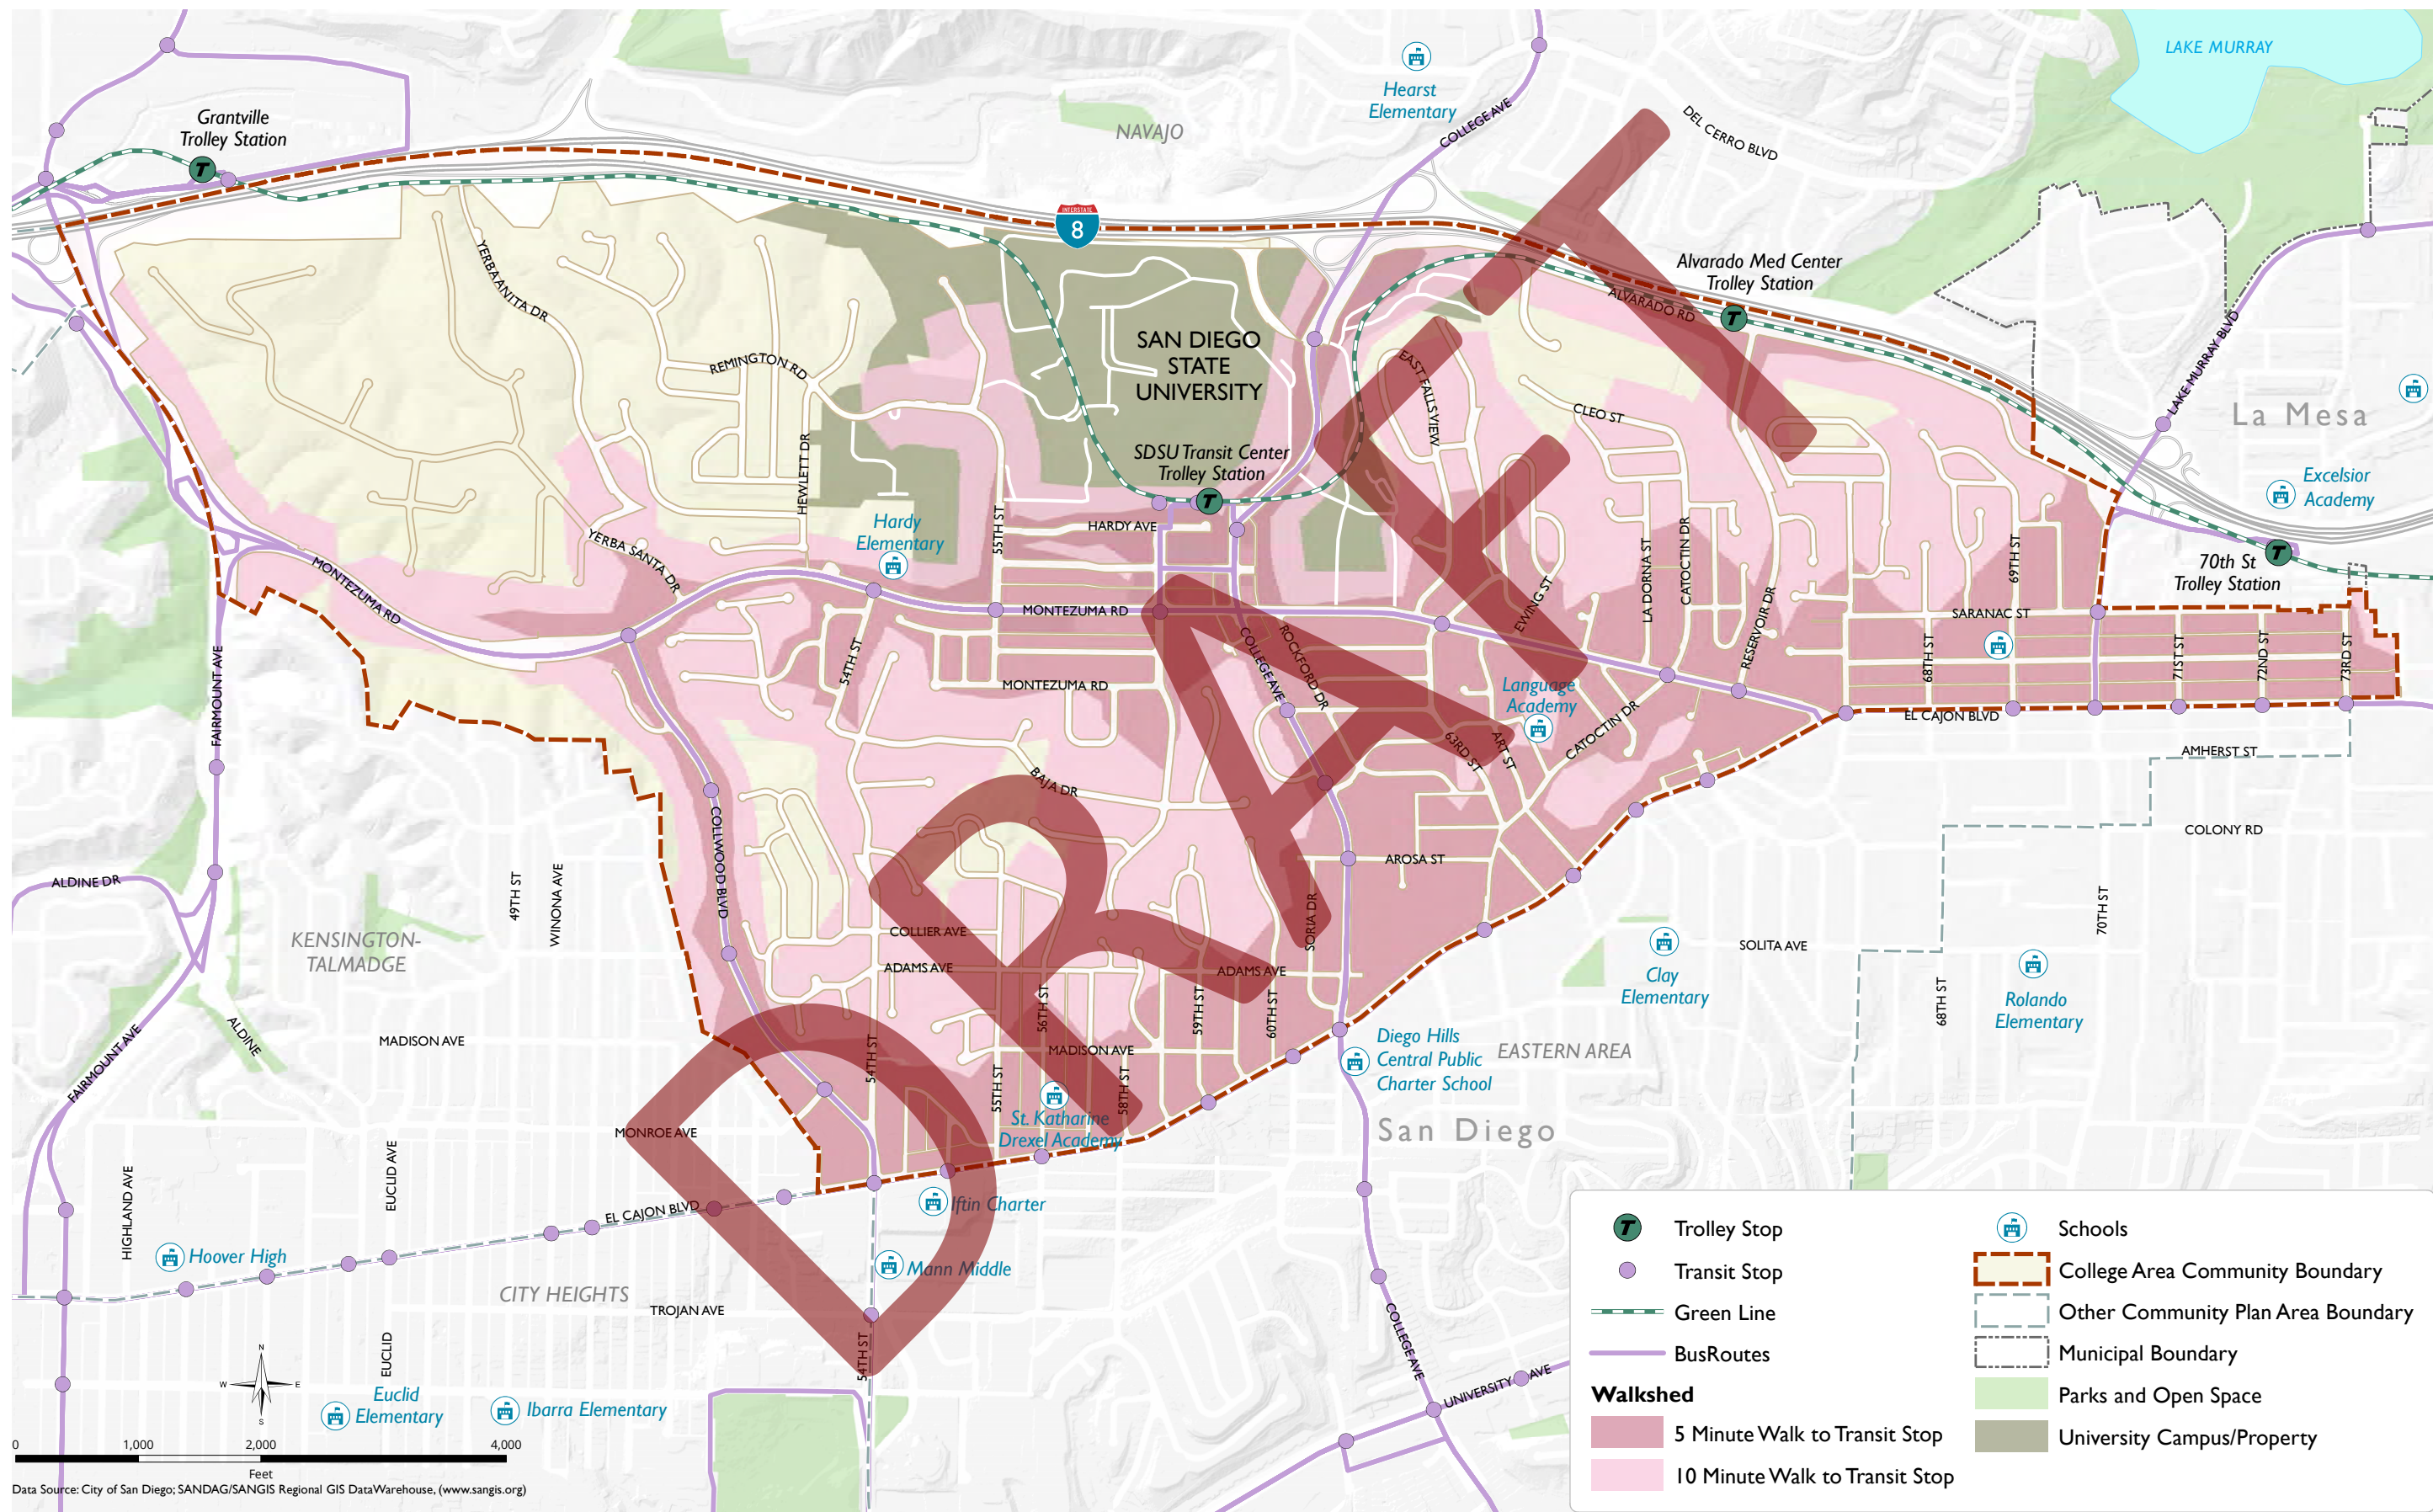 LAKE MURRAY
Hearst
Elementary
NAVAJO
COLLEGE AVE
DEL CERRO BLVD
Grantville
Trolley Station
INTERSTATE
8
Alvarado Med Center
Trolley Station
ALVARADO RD
YERBA ANITA DR
REMINGTON RD
SAN DIEGO
STATE
UNIVERSITY
EAST FALLS VIEW
CLEO ST
LAKE MURRAY BLVD
La Mesa
SDSU Transit Center
Trolley Station
HEWLETT DR
Excelsior
Academy
Hardy
Elementary
55TH ST
HARDY AVE
YERBA SANTA DR
MONTEZUMA RD
MONTEZUMA RD
LA DORNA ST
CATOCTIN DR
69TH ST
70th St
Trolley Station
EWING ST
RESERVOIR DR
SARANAC ST
54TH ST
COLLEGE AVE
ROCKFORD DR
68TH ST
71ST ST
72ND ST
73RD ST
MONTEZUMA RD
Language
Academy
FAIRMOUNT AVE
EL CAJON BLVD
63RD ST
ART ST
CATOCTIN DR
AMHERST ST
BAJA DR
COLLWOOD BLVD
COLONY RD
AROSA ST
ALDINE DR
49TH ST
WINONA AVE
70TH ST
KENSINGTON-
TALMADGE
COLLIER AVE
SORIA DR
SOLITA AVE
ADAMS AVE
ADAMS AVE
Clay
Elementary
Rolando
Elementary
68TH ST
56TH ST
59TH ST
60TH ST
ALDINE
MADISON AVE
54TH ST
MADISON AVE
Diego Hills
Central Public
Charter School
EASTERN AREA
FAIRMOUNT AVE
55TH ST
58TH ST
St. Katharine
Drexel Academy
San Diego
MONROE AVE
HIGHLAND AVE
EUCLID AVE
EL CAJON BLVD
Iftin Charter
Hoover High
Mann Middle
CITY HEIGHTS
TROJAN AVE
EUCLID
54TH ST
COLLEGE AVE
UNIVERSITY AVE
Euclid
Elementary
Ibarra Elementary
DRAFT
N
W E
S
0 1,000 2,000 4,000
Feet
Data Source: City of San Diego; SANDAG/SANGIS Regional GIS DataWarehouse, (www.sangis.org)
T Trolley Stop
Transit Stop
Green Line
BusRoutes
Walkshed
5 Minute Walk to Transit Stop
10 Minute Walk to Transit Stop
Schools
College Area Community Boundary
Other Community Plan Area Boundary
Municipal Boundary
Parks and Open Space
University Campus/Property